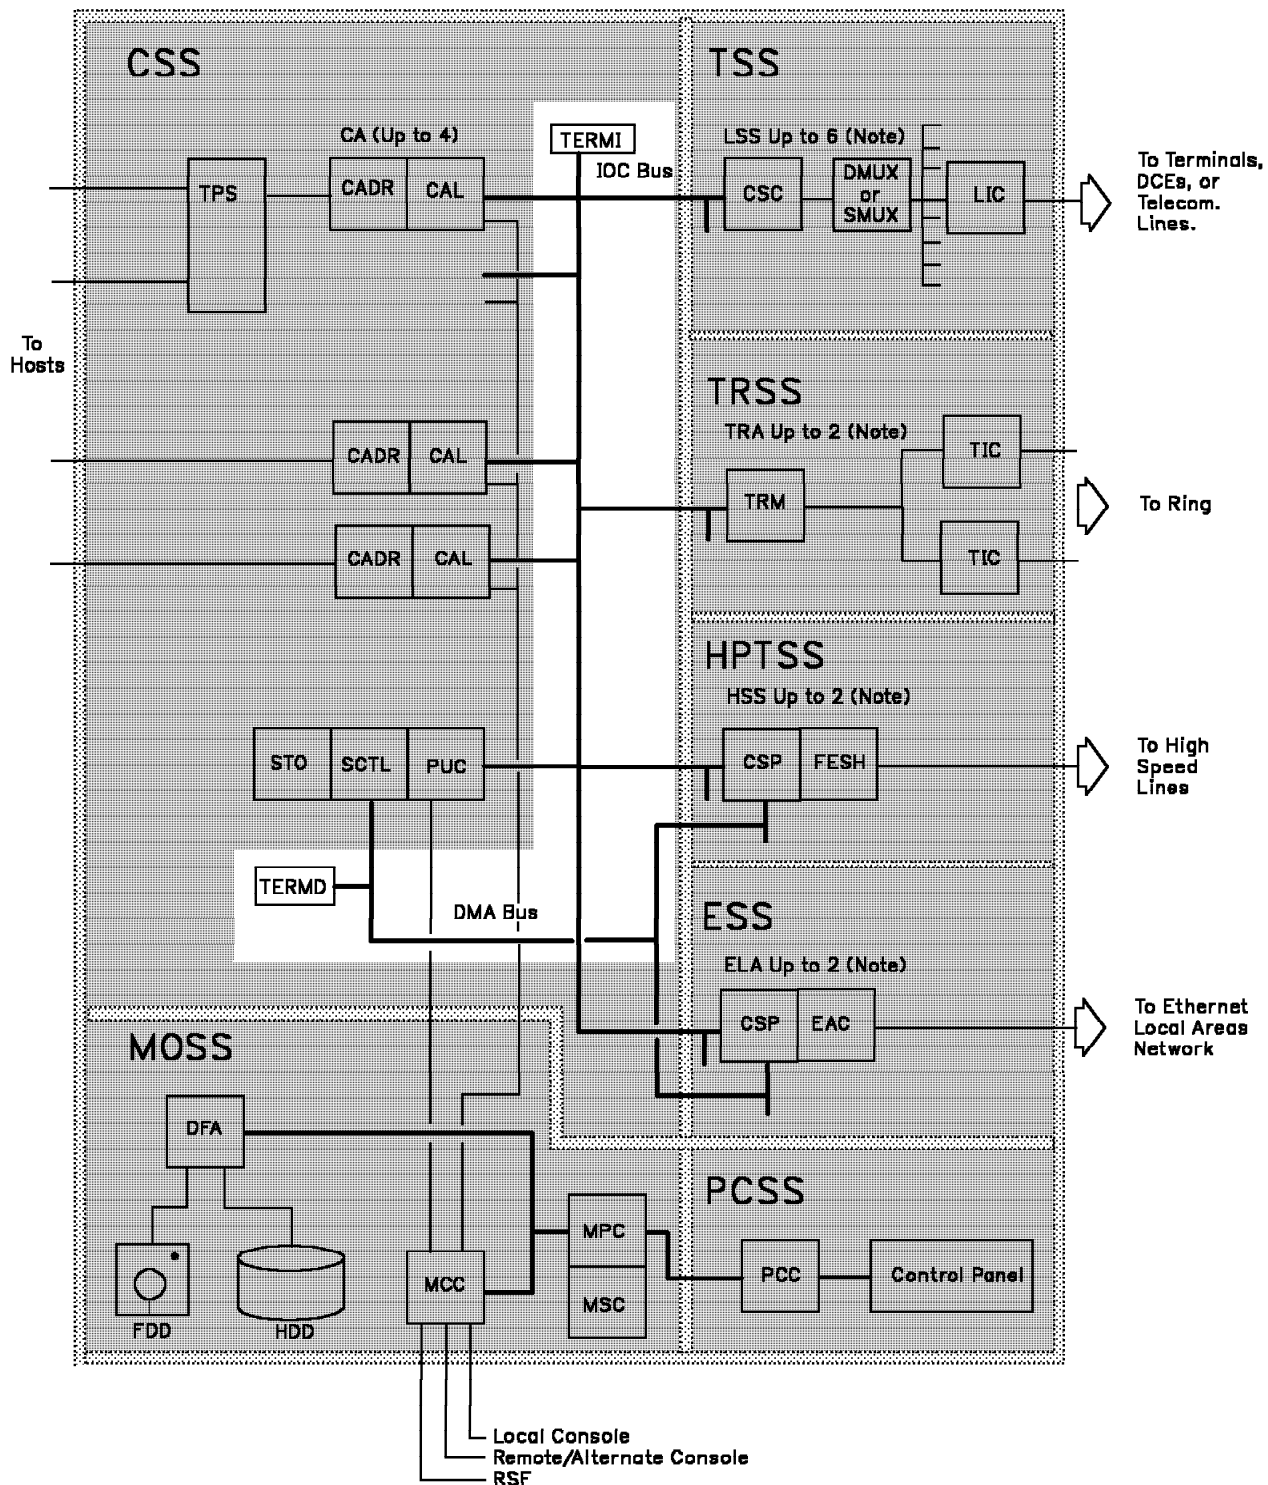 CSS
TSS
CA (Up to 4)
TERMI
IOC Bus
LSS Up to 6 (Note)
TPS
CADR
CAL
CSC
DMUX
or
SMUX
LIC
To Terminals,
DCEs, or
Telecom.
Lines.
To
Hosts
TRSS
TRA Up to 2 (Note)
CADR
CAL
TRM
TIC
TIC
To Ring
CADR
CAL
HPTSS
HSS Up to 2 (Note)
STO
SCTL
PUC
CSP
FESH
To High
Speed
Lines
TERMD
DMA Bus
ESS
ELA Up to 2 (Note)
CSP
EAC
To Ethernet
Local Areas
Network
MOSS
DFA
FDD
HDD
MCC
MPC
MSC
PCSS
PCC
Control Panel
Local Console
Remote/Alternate Console
RSF